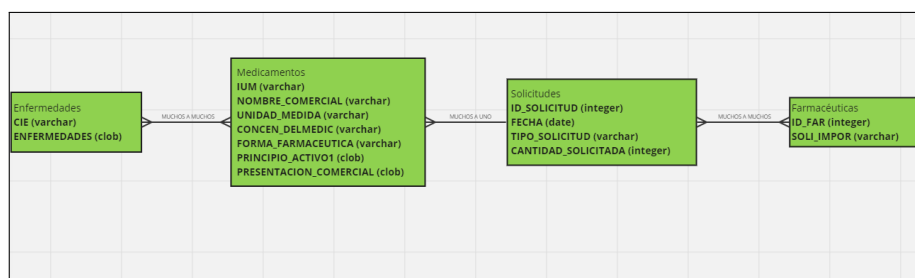 Enfermedades
CIE (varchar)
ENFERMEDADES (clob)
MUCHOS A MUCHOS
Medicamentos
IUM (varchar)
NOMBRE_COMERCIAL (varchar)
UNIDAD_MEDIDA (varchar)
CONCEN_DELMEDIC (varchar)
FORMA_FARMACEUTICA (varchar)
PRINCIPIO_ACTIVO1 (clob)
PRESENTACION_COMERCIAL (clob)
MUCHOS A UNO
Solicitudes
ID_SOLICITUD (integer)
FECHA (date)
TIPO_SOLICITUD (varchar)
CANTIDAD_SOLICITADA (integer)
MUCHOS A MUCHOS
Farmacéuticas
ID_FAR (integer)
SOLI_IMPOR (varchar)